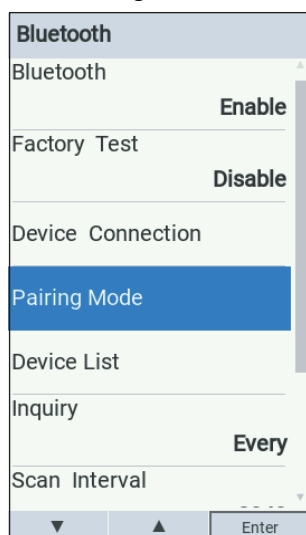 Bluetooth
Bluetooth
Enable
Factory Test
Disable
Device Connection
Pairing Mode
Device List
Inquiry
Every
Scan Interval
Enter